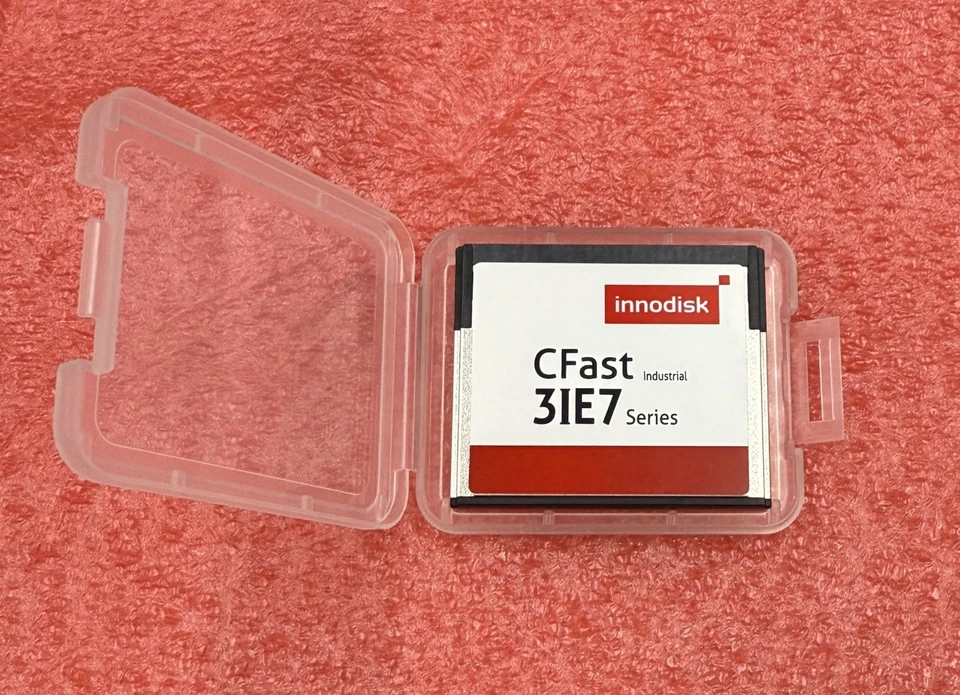 innodisk
CFast Industrial
3IE7 Series